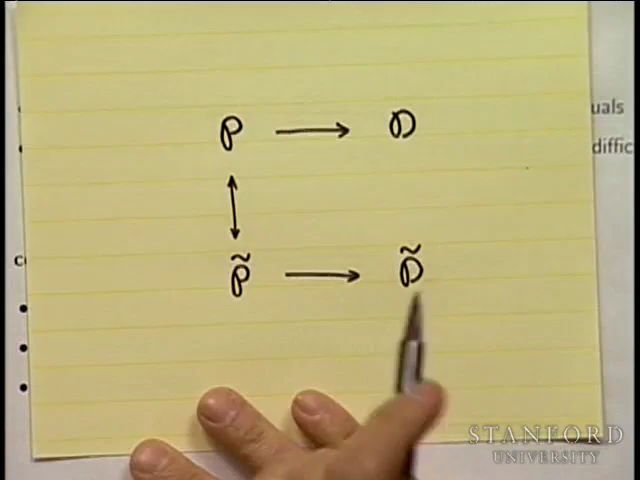 P → D
↕
P̃ → D̃
uals
diffic
STANFORD
UNIVERSITY